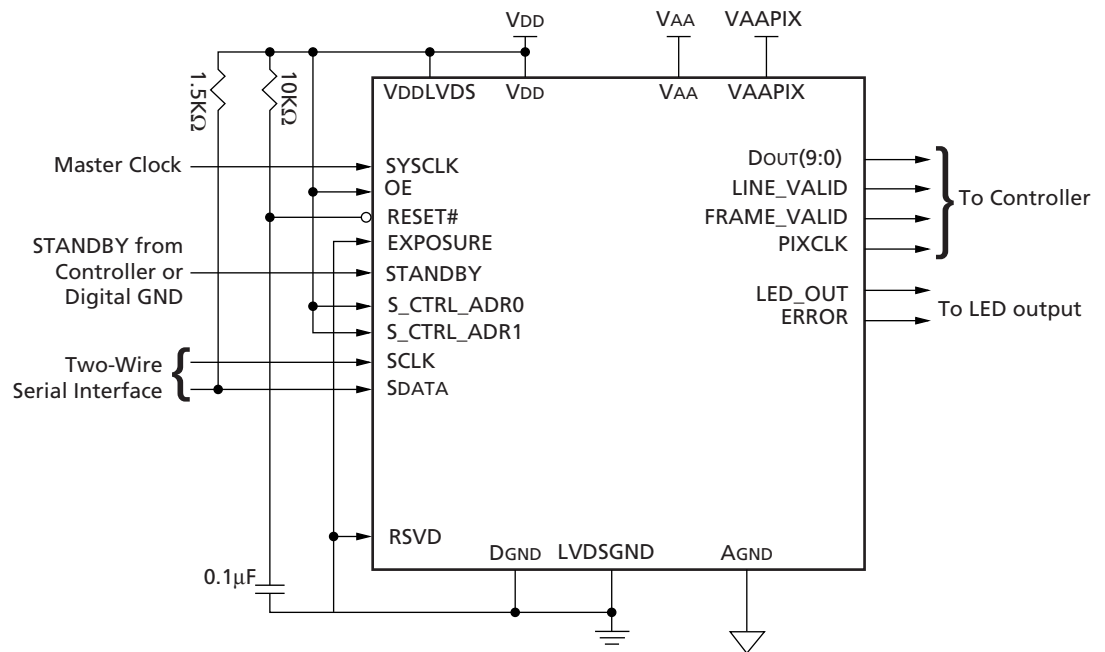 VDD
VAA
VAAPIX
1.5KΩ
10KΩ
VDDLVDS
VDD
VAA
VAAPIX
Master Clock
SYSCLK
OE
RESET#
EXPOSURE
STANDBY from
Controller or
Digital GND
STANDBY
S_CTRL_ADR0
S_CTRL_ADR1
Two-Wire
Serial Interface
{
SCLK
SDATA
RSVD
DOUT(9:0)
LINE_VALID
FRAME_VALID
PIXCLK
}
To Controller
LED_OUT
ERROR
To LED output
0.1μF
DGND
LVDSGND
AGND